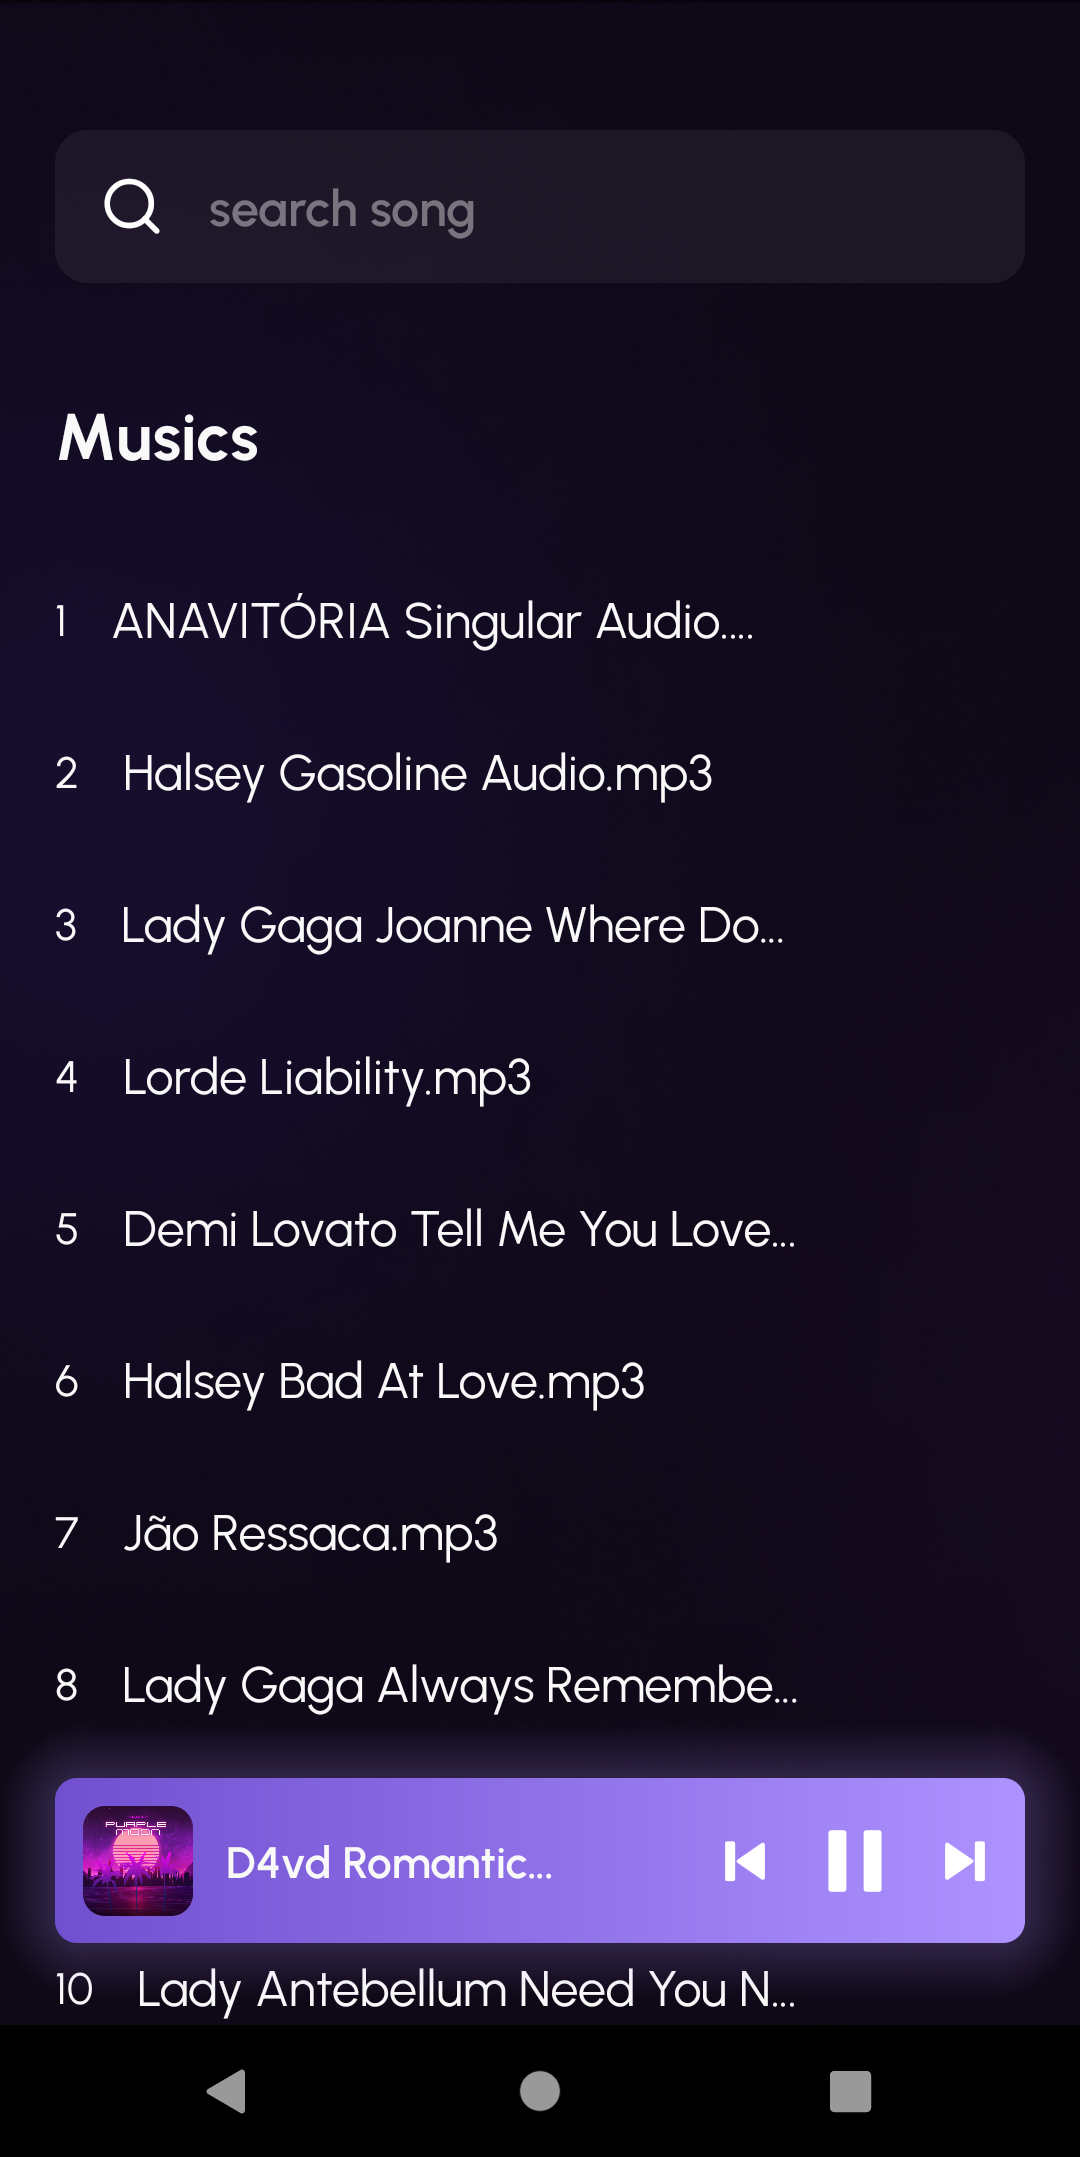 search song
Musics
1 ANAVITÓRIA Singular Audio....
2 Halsey Gasoline Audio.mp3
3 Lady Gaga Joanne Where Do...
4 Lorde Liability.mp3
5 Demi Lovato Tell Me You Love...
6 Halsey Bad At Love.mp3
7 Jão Ressaca.mp3
8 Lady Gaga Always Remembe...
PURPLE
MOON
D4vd Romantic...
10 Lady Antebellum Need You N...